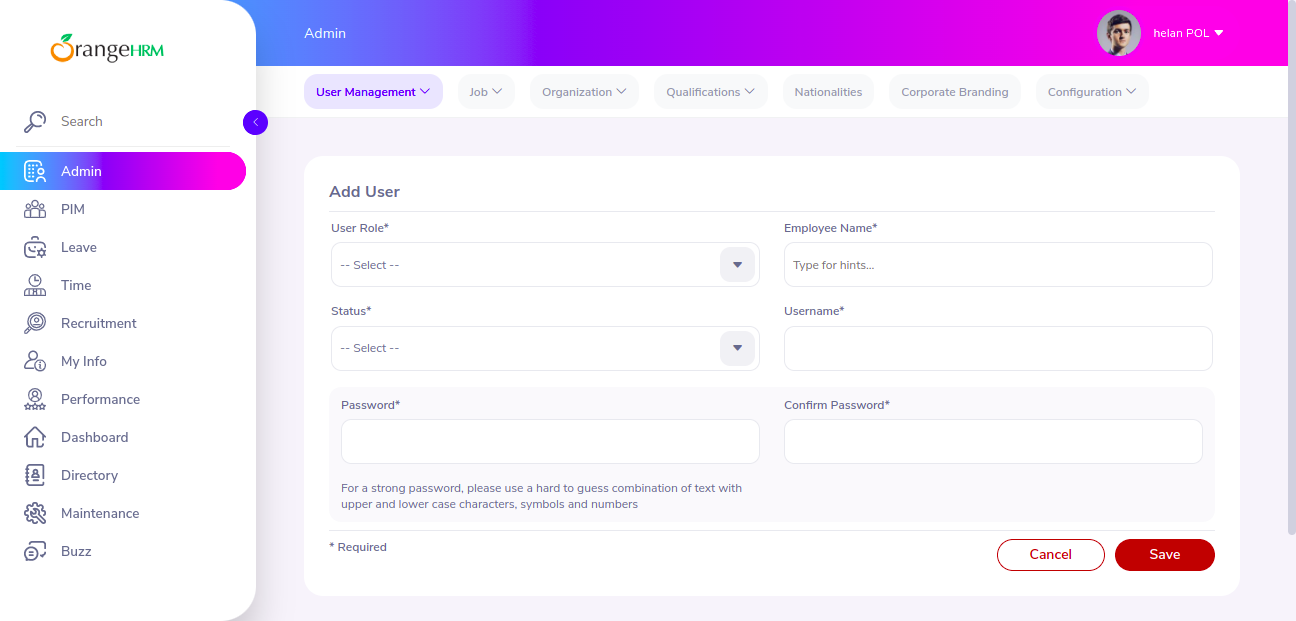 OrangeHRM
Admin
helan POL
User Management
Job
Organization
Qualifications
Nationalities
Corporate Branding
Configuration
Search
Admin
PIM
Leave
Time
Recruitment
My Info
Performance
Dashboard
Directory
Maintenance
Buzz
Add User
User Role*
Employee Name*
-- Select --
Type for hints...
Status*
Username*
-- Select --
Password*
Confirm Password*
For a strong password, please use a hard to guess combination of text with
upper and lower case characters, symbols and numbers
* Required
Cancel
Save